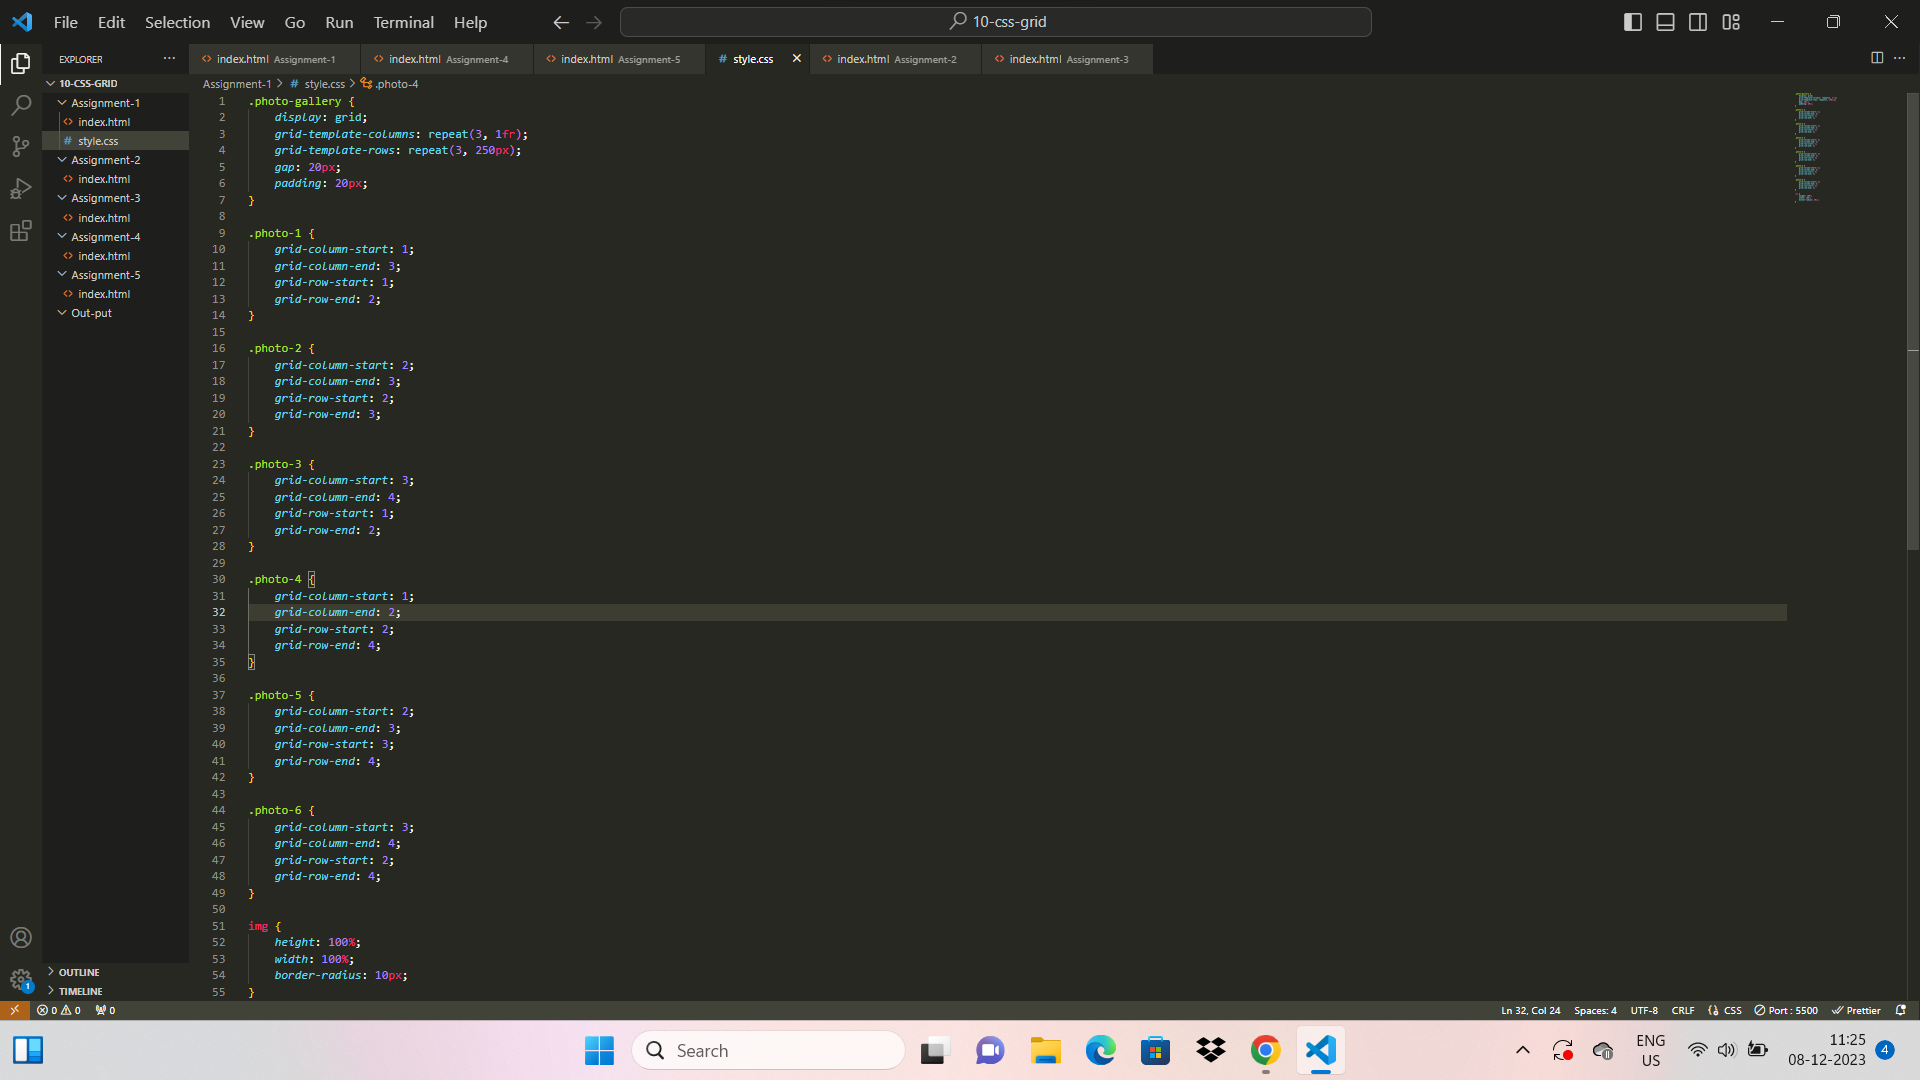 File Edit Selection View Go Run Terminal Help
10-css-grid
EXPLORER
index.html Assignment-1
index.html Assignment-4
index.html Assignment-5
# style.css
index.html Assignment-2
index.html Assignment-3
10-CSS-GRID
Assignment-1
index.html
# style.css
Assignment-2
index.html
Assignment-3
index.html
Assignment-4
index.html
Assignment-5
index.html
Out-put
OUTLINE
TIMELINE
Assignment-1 > # style.css > .photo-4
1 .photo-gallery {
2 display: grid;
3 grid-template-columns: repeat(3, 1fr);
4 grid-template-rows: repeat(3, 250px);
5 gap: 20px;
6 padding: 20px;
7 }
8
9 .photo-1 {
10 grid-column-start: 1;
11 grid-column-end: 3;
12 grid-row-start: 1;
13 grid-row-end: 2;
14 }
15
16 .photo-2 {
17 grid-column-start: 2;
18 grid-column-end: 3;
19 grid-row-start: 2;
20 grid-row-end: 3;
21 }
22
23 .photo-3 {
24 grid-column-start: 3;
25 grid-column-end: 4;
26 grid-row-start: 1;
27 grid-row-end: 2;
28 }
29
30 .photo-4 {
31 grid-column-start: 1;
32 grid-column-end: 2;
33 grid-row-start: 2;
34 grid-row-end: 4;
35 }
36
37 .photo-5 {
38 grid-column-start: 2;
39 grid-column-end: 3;
40 grid-row-start: 3;
41 grid-row-end: 4;
42 }
43
44 .photo-6 {
45 grid-column-start: 3;
46 grid-column-end: 4;
47 grid-row-start: 2;
48 grid-row-end: 4;
49 }
50
51 img {
52 height: 100%;
53 width: 100%;
54 border-radius: 10px;
55 }
1
0 0 0
Ln 32, Col 24 Spaces: 4 UTF-8 CRLF {} CSS Port : 5500 Prettier
Search
ENG
US
11:25
08-12-2023
4